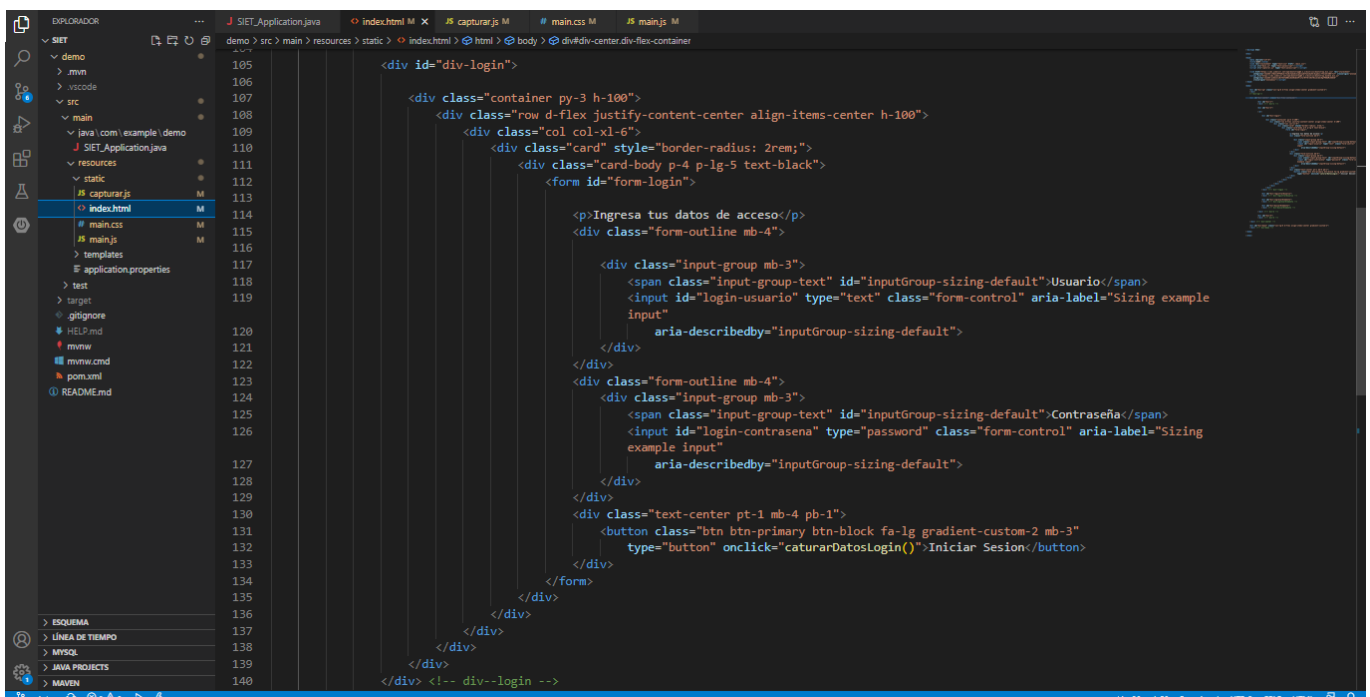 EXPLORADOR
SIET
demo
.mvn
.vscode
src
main
java\com\example\demo
J SIET_Application.java
resources
static
JS capturar.js M
<> index.html M
# main.css M
JS main.js M
templates
application.properties
test
target
.gitignore
HELP.md
mvnw
mvnw.cmd
pom.xml
README.md
ESQUEMA
LÍNEA DE TIEMPO
MYSQL
JAVA PROJECTS
MAVEN
J SIET_Application.java <> index.html M JS capturar.js M # main.css M JS main.js M
demo > src > main > resources > static > <> index.html > html > body > div#div-center.div-flex-container
104
105 <div id="div-login">
106
107 <div class="container py-3 h-100">
108 <div class="row d-flex justify-content-center align-items-center h-100">
109 <div class="col col-xl-6">
110 <div class="card" style="border-radius: 2rem;">
111 <div class="card-body p-4 p-lg-5 text-black">
112 <form id="form-login">
113
114 <p>Ingresa tus datos de acceso</p>
115 <div class="form-outline mb-4">
116
117 <div class="input-group mb-3">
118 <span class="input-group-text" id="inputGroup-sizing-default">Usuario</span>
119 <input id="login-usuario" type="text" class="form-control" aria-label="Sizing example
input"
120 aria-describedby="inputGroup-sizing-default">
121 </div>
122 </div>
123 <div class="form-outline mb-4">
124 <div class="input-group mb-3">
125 <span class="input-group-text" id="inputGroup-sizing-default">Contraseña</span>
126 <input id="login-contrasena" type="password" class="form-control" aria-label="Sizing
example input"
127 aria-describedby="inputGroup-sizing-default">
128 </div>
129 </div>
130 <div class="text-center pt-1 mb-4 pb-1">
131 <button class="btn btn-primary btn-block fa-lg gradient-custom-2 mb-3"
132 type="button" onclick="caturarDatosLogin()">Iniciar Sesion</button>
133 </div>
134 </form>
135 </div>
136 </div>
137 </div>
138 </div>
139 </div>
140 </div> <!-- div--login -->